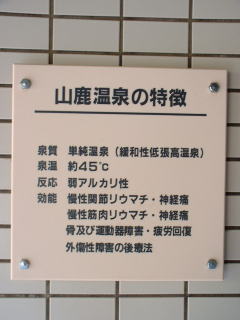 山鹿温泉の特徴
泉質 単純温泉（緩和性低張高温泉）
泉温 約45℃
反応 弱アルカリ性
効能 慢性関節リウマチ・神経痛
慢性筋肉リウマチ・神経痛
骨及び運動器障害・疲労回復
外傷性障害の後療法